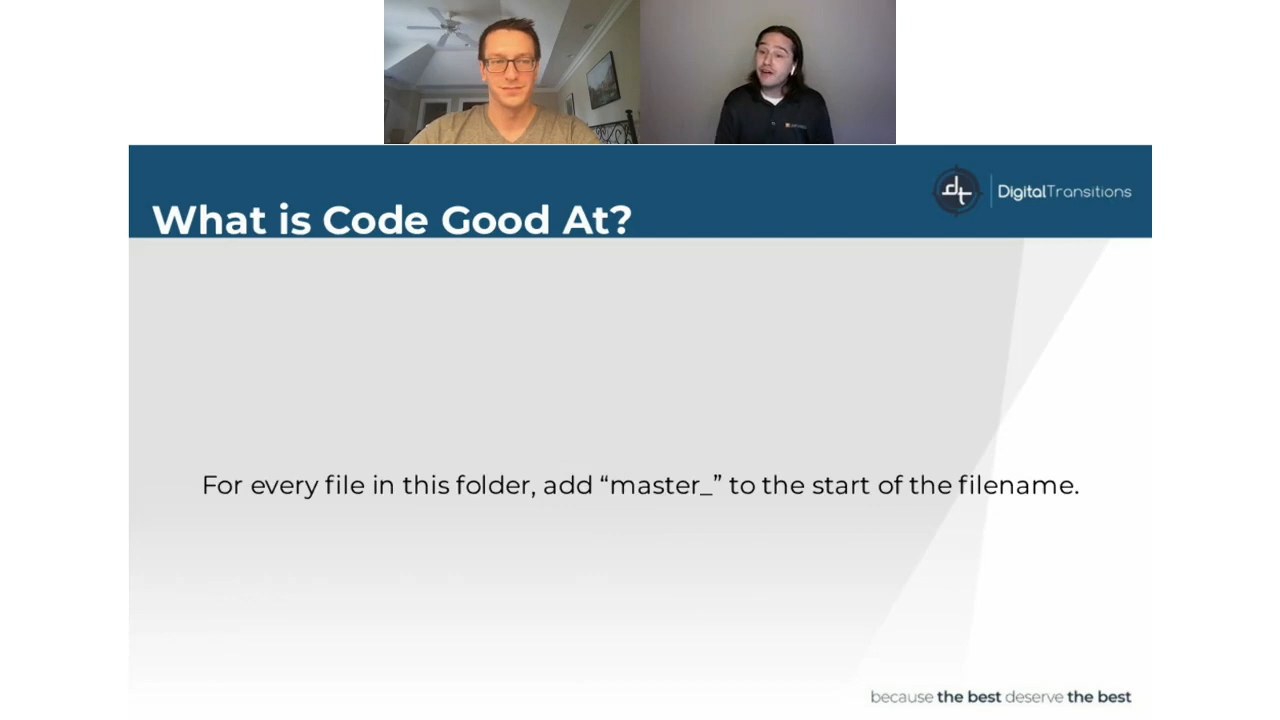 What is Code Good At?
dt DigitalTransitions
For every file in this folder, add “master_” to the start of the filename.
because the best deserve the best